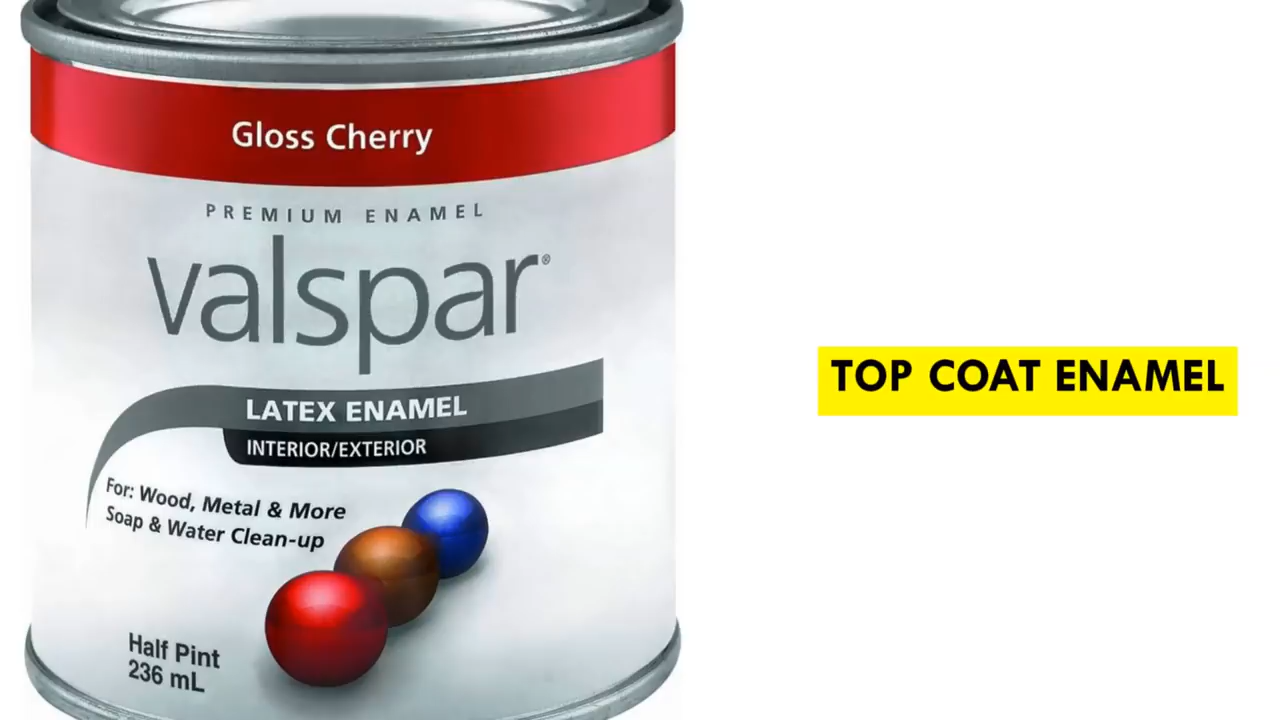 Gloss Cherry
PREMIUM ENAMEL
valspar®
LATEX ENAMEL
INTERIOR/EXTERIOR
For: Wood, Metal & More
Soap & Water Clean-up
Half Pint
236 mL
TOP COAT ENAMEL